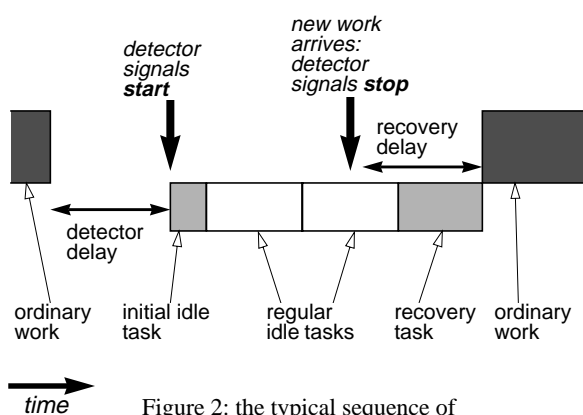 detector
signals
start
new work
arrives:
detector
signals stop
recovery
delay
detector
delay
ordinary
work
initial idle
task
regular
idle tasks
recovery
task
ordinary
work
time
Figure 2: the typical sequence of